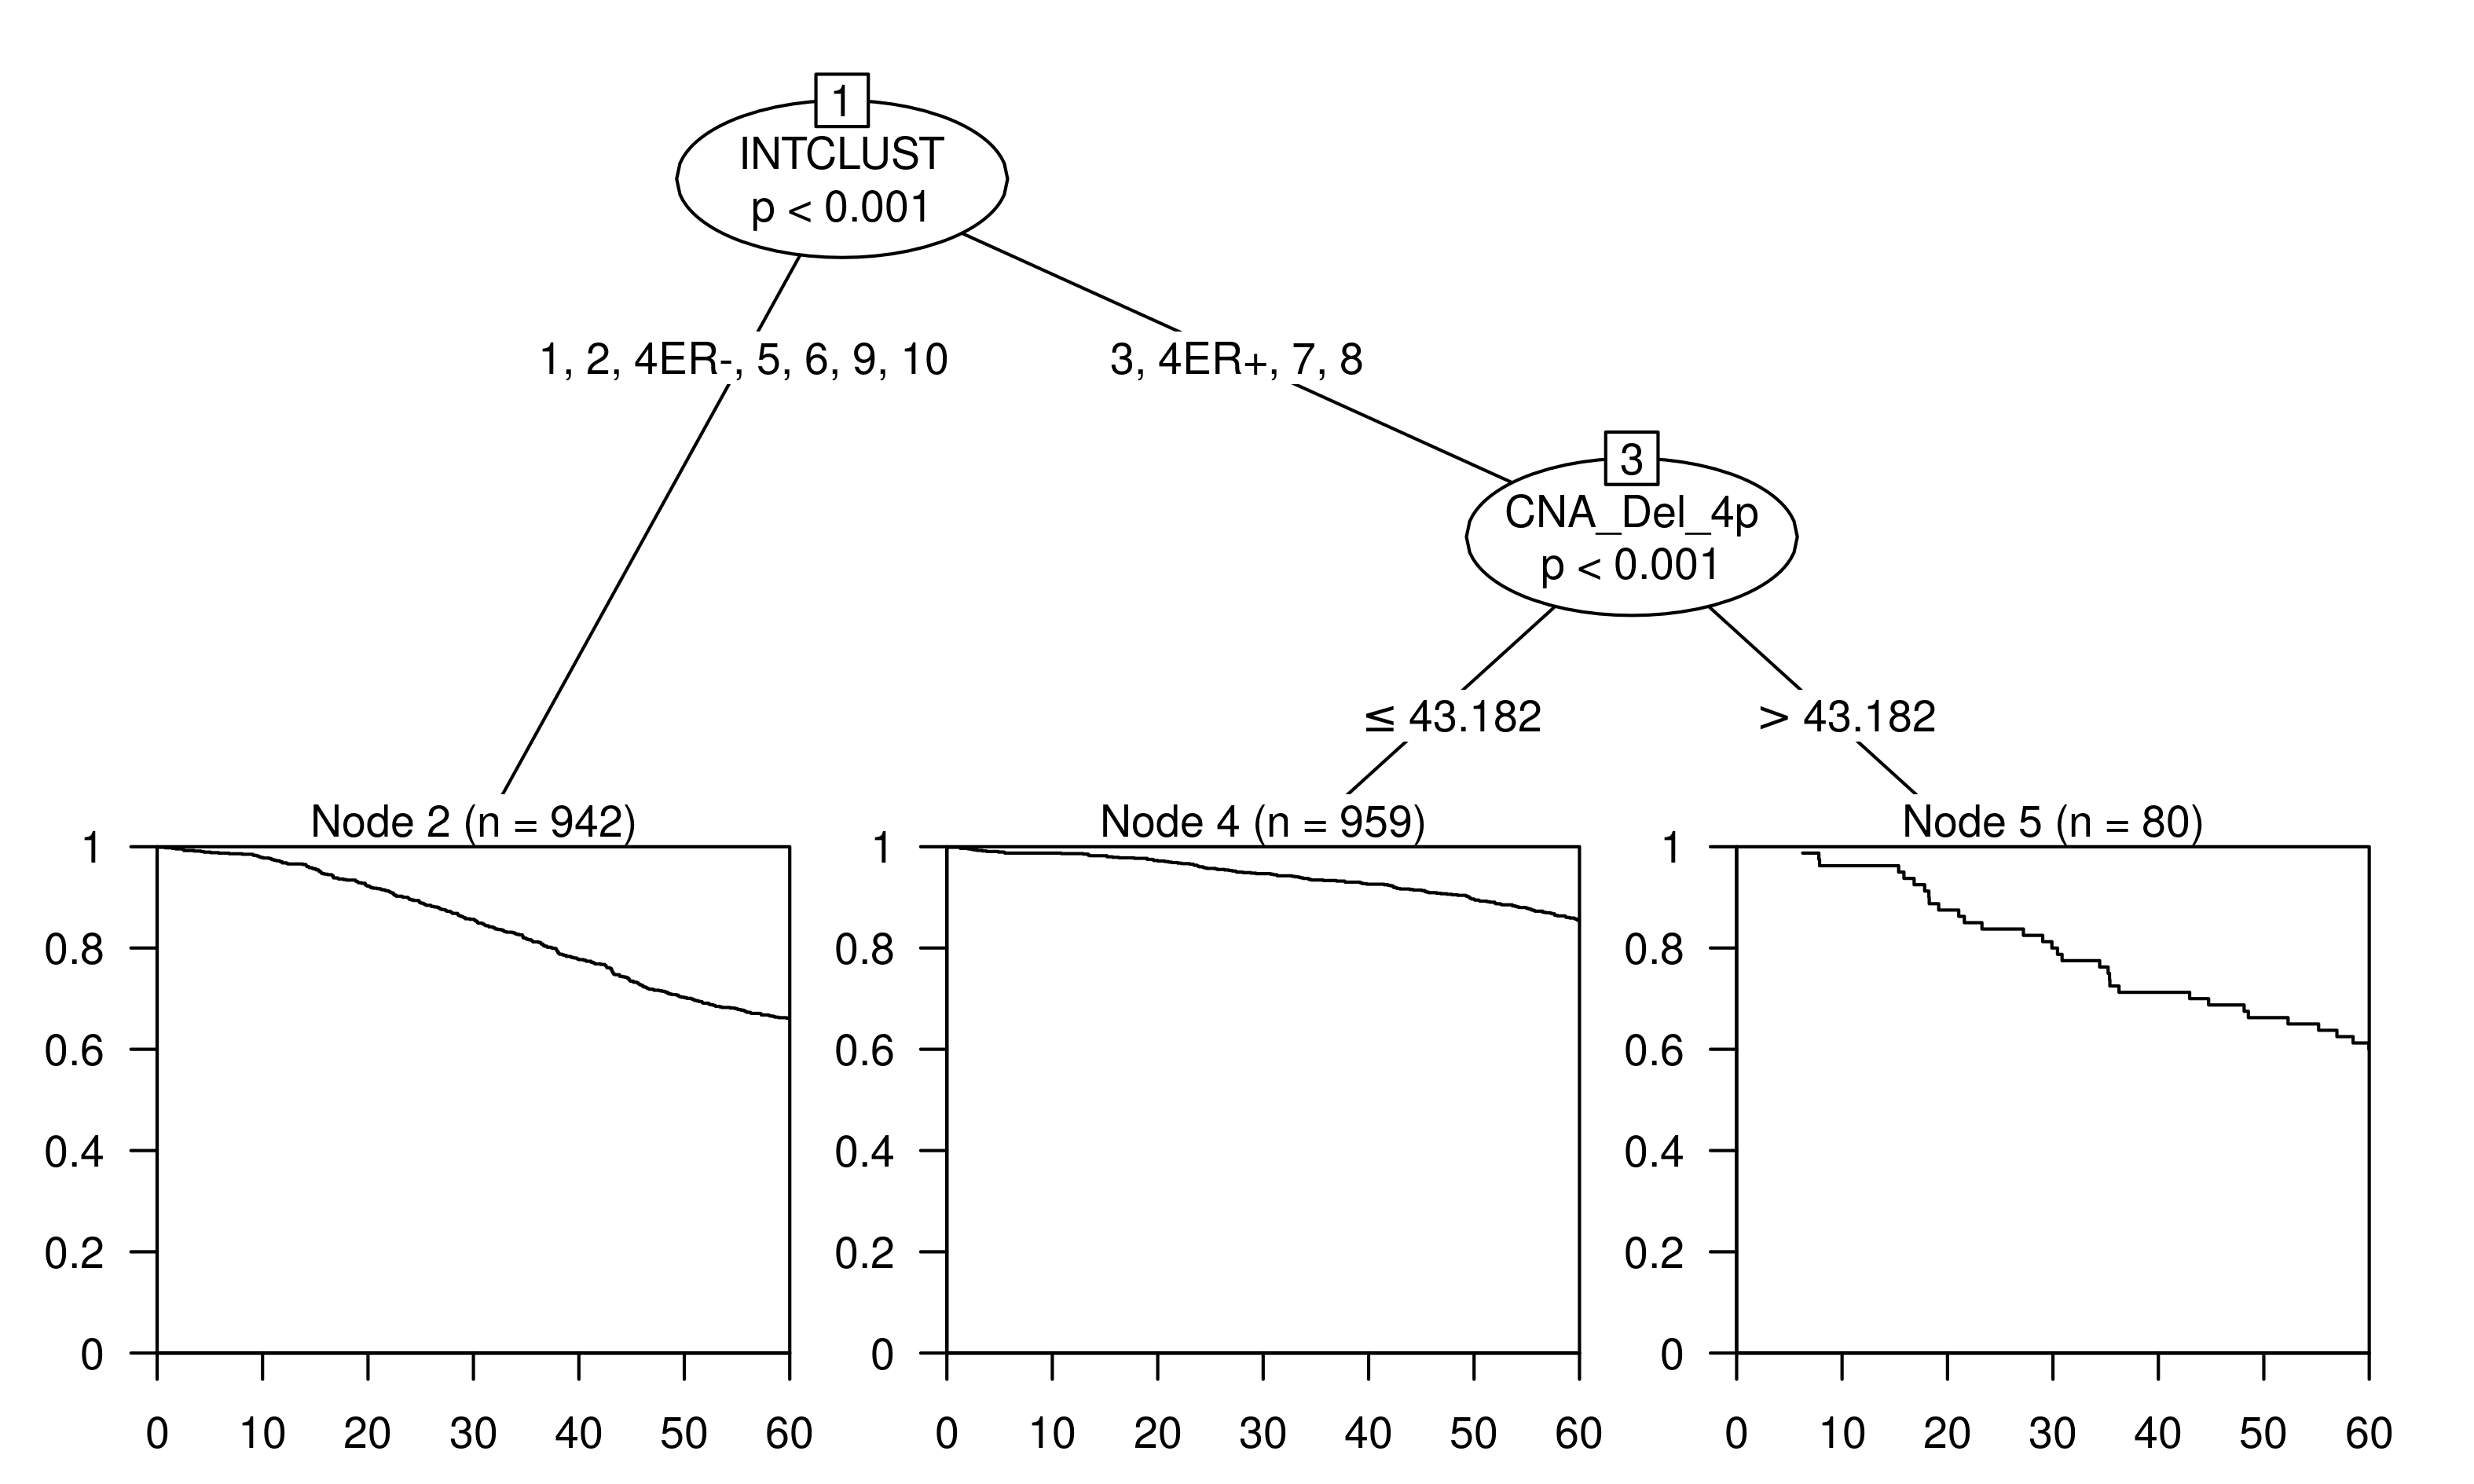 1
INTCLUST
p < 0.001
1, 2, 4ER-, 5, 6, 9, 10
3, 4ER+, 7, 8
3
CNA_Del_4p
p < 0.001
≤ 43.182
> 43.182
Node 2 (n = 942)
1
0.8
0.6
0.4
0.2
0
0 10 20 30 40 50 60
Node 4 (n = 959)
1
0.8
0.6
0.4
0.2
0
0 10 20 30 40 50 60
Node 5 (n = 80)
1
0.8
0.6
0.4
0.2
0
0 10 20 30 40 50 60